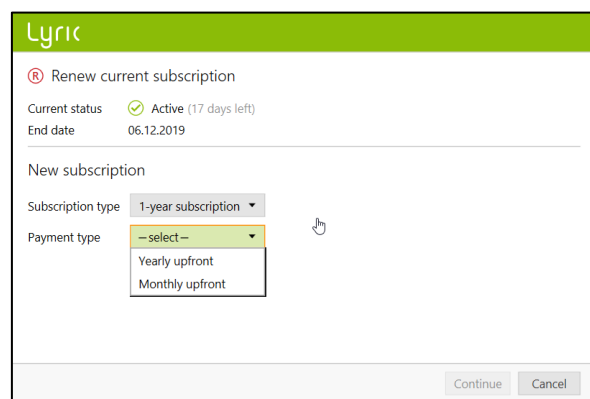 Lyric
R Renew current subscription
Current status Active (17 days left)
End date 06.12.2019
New subscription
Subscription type 1-year subscription
Payment type —select—
Yearly upfront
Monthly upfront
Continue Cancel